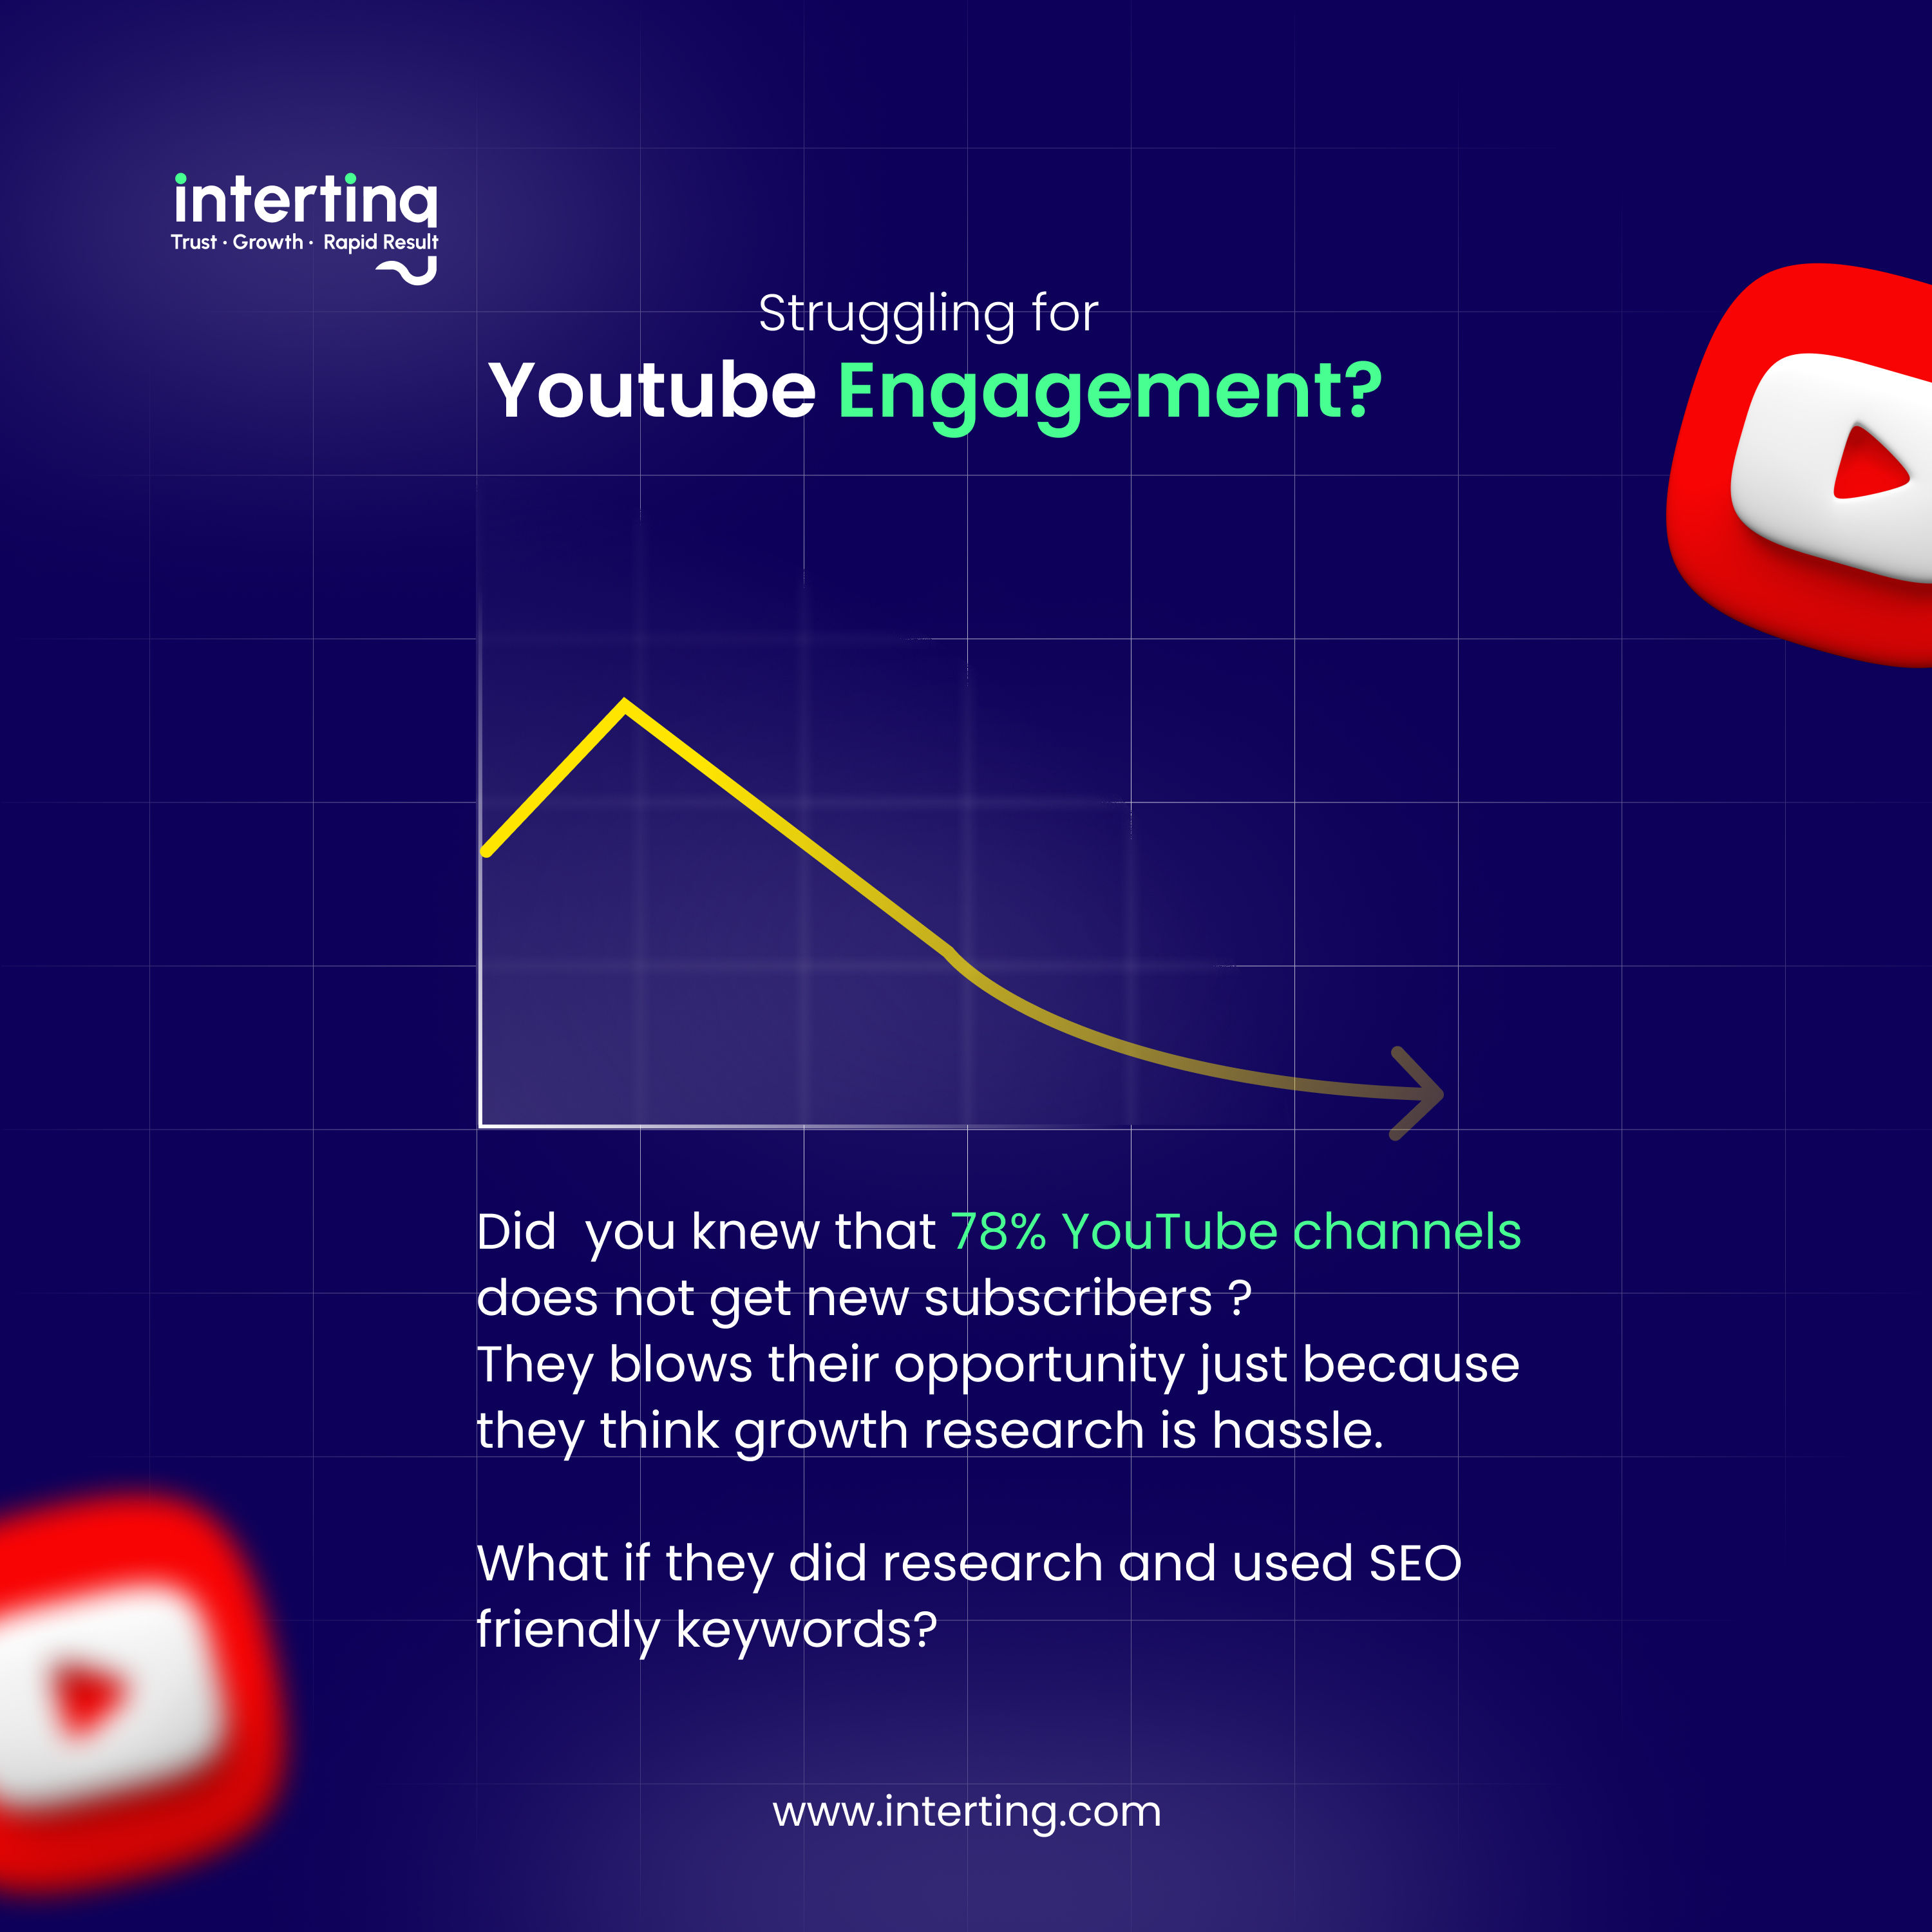 interting
Trust · Growth · Rapid Result
Struggling for
Youtube Engagement?
Did  you knew that 78% YouTube channels
does not get new subscribers ?
They blows their opportunity just because
they think growth research is hassle.
What if they did research and used SEO
friendly keywords?
www.interting.com